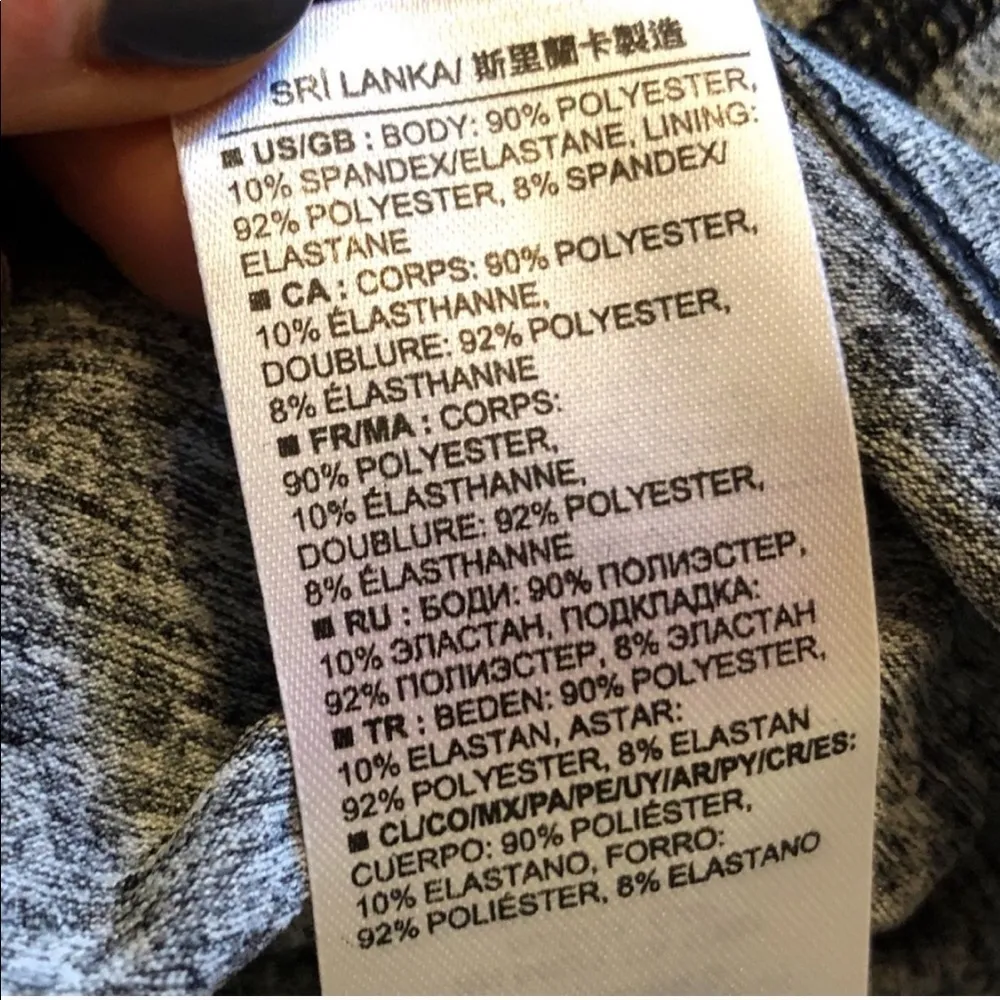 SRİ LANKA/ 斯里蘭卡製造
■ US/GB : BODY: 90% POLYESTER,
10% SPANDEX/ELASTANE, LINING:
92% POLYESTER, 8% SPANDEX/
ELASTANE
■ CA : CORPS: 90% POLYESTER,
10% ÉLASTHANNE,
DOUBLURE: 92% POLYESTER,
8% ÉLASTHANNE
■ FR/MA : CORPS:
90% POLYESTER,
10% ÉLASTHANNE,
DOUBLURE: 92% POLYESTER,
8% ÉLASTHANNE
■ RU : БОДИ: 90% ПОЛИЭСТЕР,
10% ЭЛАСТАН, ПОДКЛАДКА:
92% ПОЛИЭСТЕР, 8% ЭЛАСТАН
■ TR : BEDEN: 90% POLYESTER,
10% ELASTAN, ASTAR:
92% POLYESTER, 8% ELASTAN
■ CL/CO/MX/PA/PE/UY/AR/PY/CR/ES:
CUERPO: 90% POLIÉSTER,
10% ELASTANO, FORRO:
92% POLIÉSTER, 8% ELASTANO